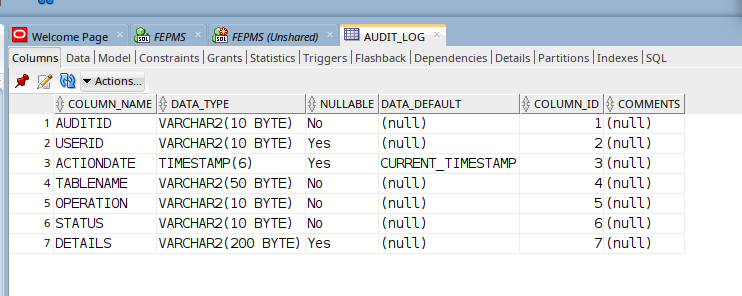 Welcome Page FEPMS FEPMS (Unshared) AUDIT_LOG
Columns Data Model Constraints Grants Statistics Triggers Flashback Dependencies Details Partitions Indexes SQL
Actions...
COLUMN_NAME DATA_TYPE NULLABLE DATA_DEFAULT COLUMN_ID COMMENTS
1 AUDITID VARCHAR2(10 BYTE) No (null) 1 (null)
2 USERID VARCHAR2(10 BYTE) Yes (null) 2 (null)
3 ACTIONDATE TIMESTAMP(6) Yes CURRENT_TIMESTAMP 3 (null)
4 TABLENAME VARCHAR2(50 BYTE) No (null) 4 (null)
5 OPERATION VARCHAR2(10 BYTE) No (null) 5 (null)
6 STATUS VARCHAR2(10 BYTE) No (null) 6 (null)
7 DETAILS VARCHAR2(200 BYTE) Yes (null) 7 (null)